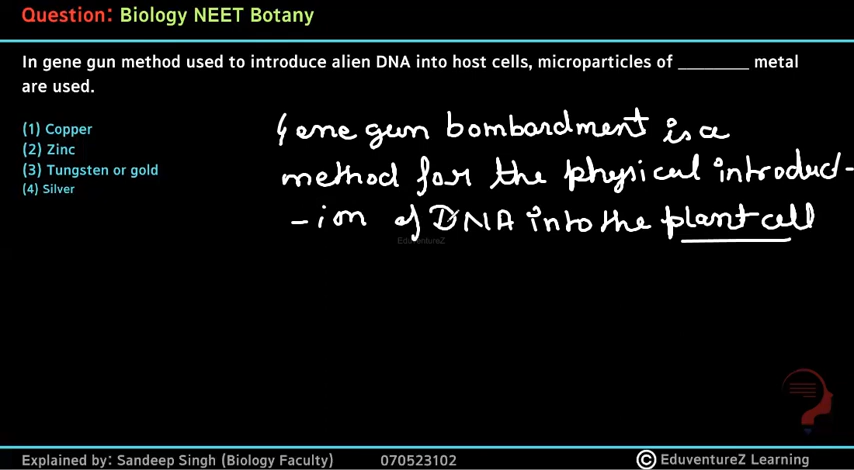 Question: Biology NEET Botany
In gene gun method used to introduce alien DNA into host cells, microparticles of ________ metal
are used.
(1) Copper
(2) Zinc
(3) Tungsten or gold
(4) Silver
Gene gun bombardment is a
method for the physical introduct-
-ion of DNA into the plant cell
EduventureZ
Explained by: Sandeep Singh (Biology Faculty) 070523102 © EduventureZ Learning